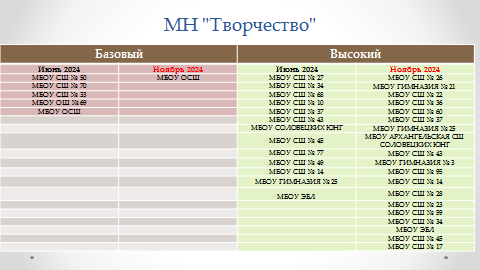 МН "Творчество"
Базовый Высокий
Июнь 2024 Ноябрь 2024 Июнь 2024 Ноябрь 2024
МБОУ СШ № 50 МБОУ ОСШ МБОУ СШ № 27 МБОУ СШ № 26
МБОУ СШ № 70 МБОУ СШ № 34 МБОУ ГИМНАЗИЯ № 21
МБОУ СШ № 33 МБОУ СШ № 68 МБОУ СШ № 22
МБОУ ОШ № 69 МБОУ СШ № 10 МБОУ СШ № 36
МБОУ ОСШ МБОУ СШ № 37 МБОУ СШ № 60
МБОУ СШ № 43 МБОУ СШ № 37
МБОУ СОЛОВЕЦКИХ ЮНГ МБОУ ГИМНАЗИЯ № 25
МБОУ СШ № 45 МБОУ АРХАНГЕЛЬСКАЯ СШ
СОЛОВЕЦКИХ ЮНГ
МБОУ СШ № 77 МБОУ СШ № 43
МБОУ СШ № 49 МБОУ ГИМНАЗИЯ № 3
МБОУ СШ № 14 МБОУ СШ № 95
МБОУ ГИМНАЗИЯ № 25 МБОУ СШ № 14
МБОУ ЭБЛ МБОУ СШ № 28
МБОУ СШ № 23
МБОУ СШ № 59
МБОУ СШ № 34
МБОУ ЭБЛ
МБОУ СШ № 45
МБОУ СШ № 17